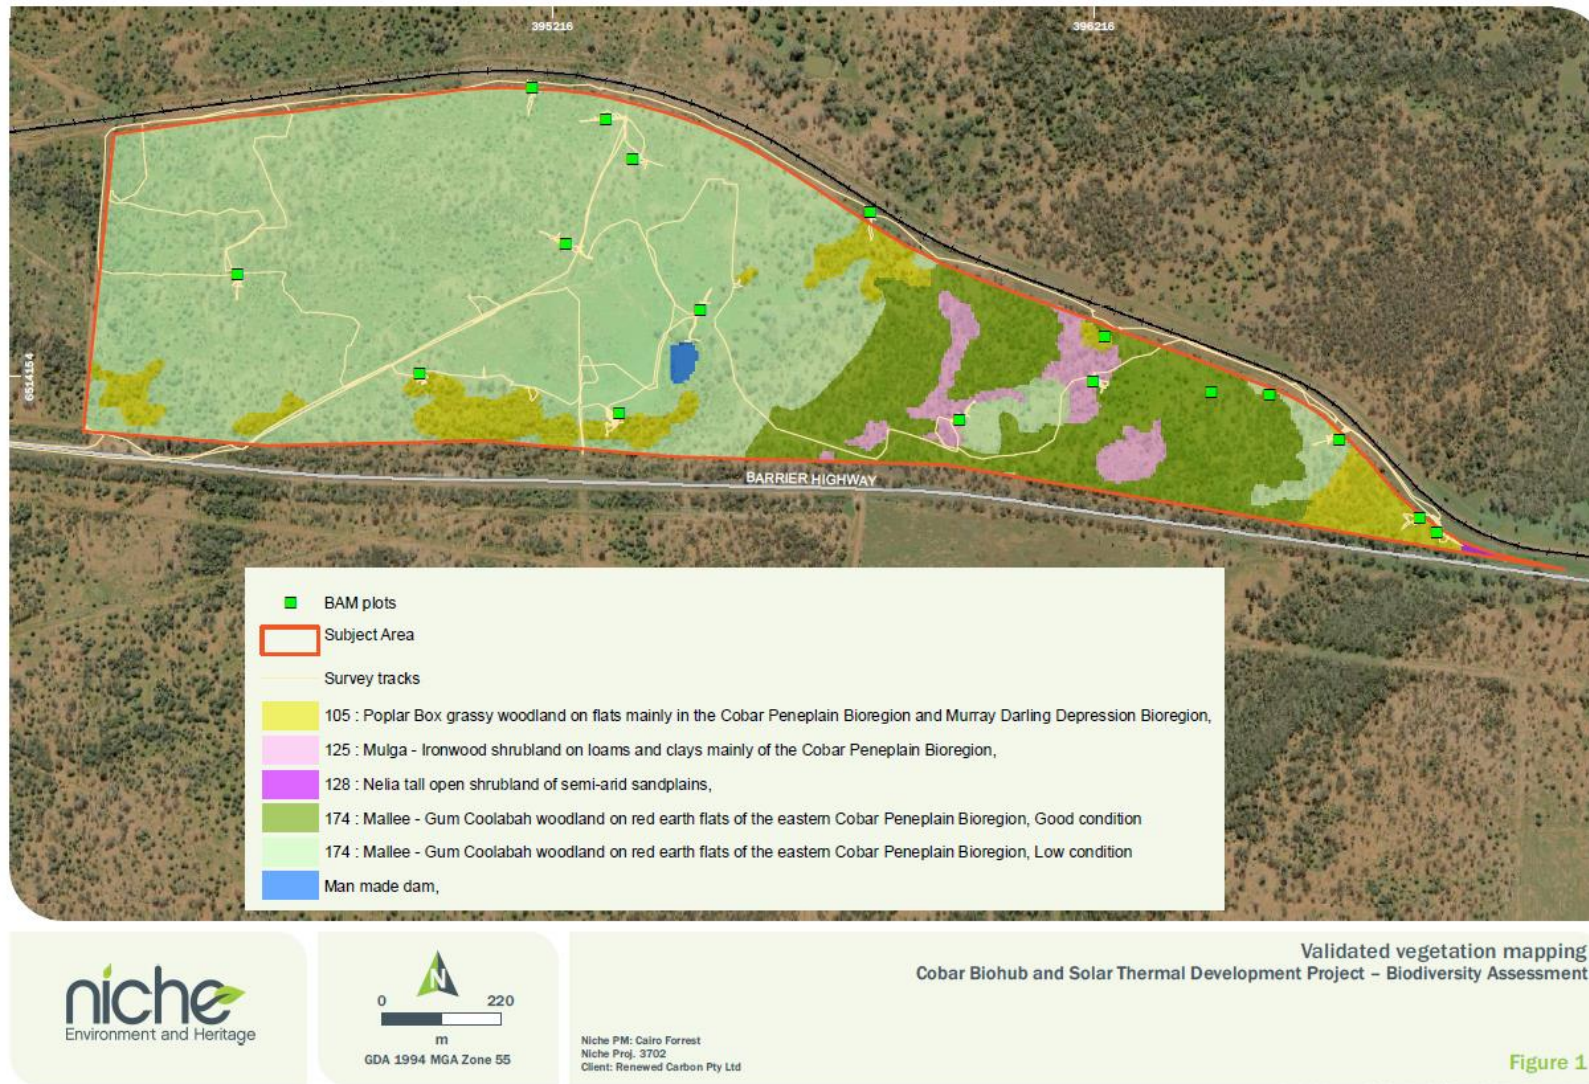 395216
396216
6514154
BARRIER HIGHWAY
BAM plots
Subject Area
Survey tracks
105 : Poplar Box grassy woodland on flats mainly in the Cobar Peneplain Bioregion and Murray Darling Depression Bioregion,
125 : Mulga - Ironwood shrubland on loams and clays mainly of the Cobar Peneplain Bioregion,
128 : Nelia tall open shrubland of semi-arid sandplains,
174 : Mallee - Gum Coolabah woodland on red earth flats of the eastern Cobar Peneplain Bioregion, Good condition
174 : Mallee - Gum Coolabah woodland on red earth flats of the eastern Cobar Peneplain Bioregion, Low condition
Man made dam,
niche
Environment and Heritage
N
0 220
m
GDA 1994 MGA Zone 55
Niche PM: Cairo Forrest
Niche Proj. 3702
Client: Renewed Carbon Pty Ltd
Validated vegetation mapping
Cobar Biohub and Solar Thermal Development Project – Biodiversity Assessment
Figure 1